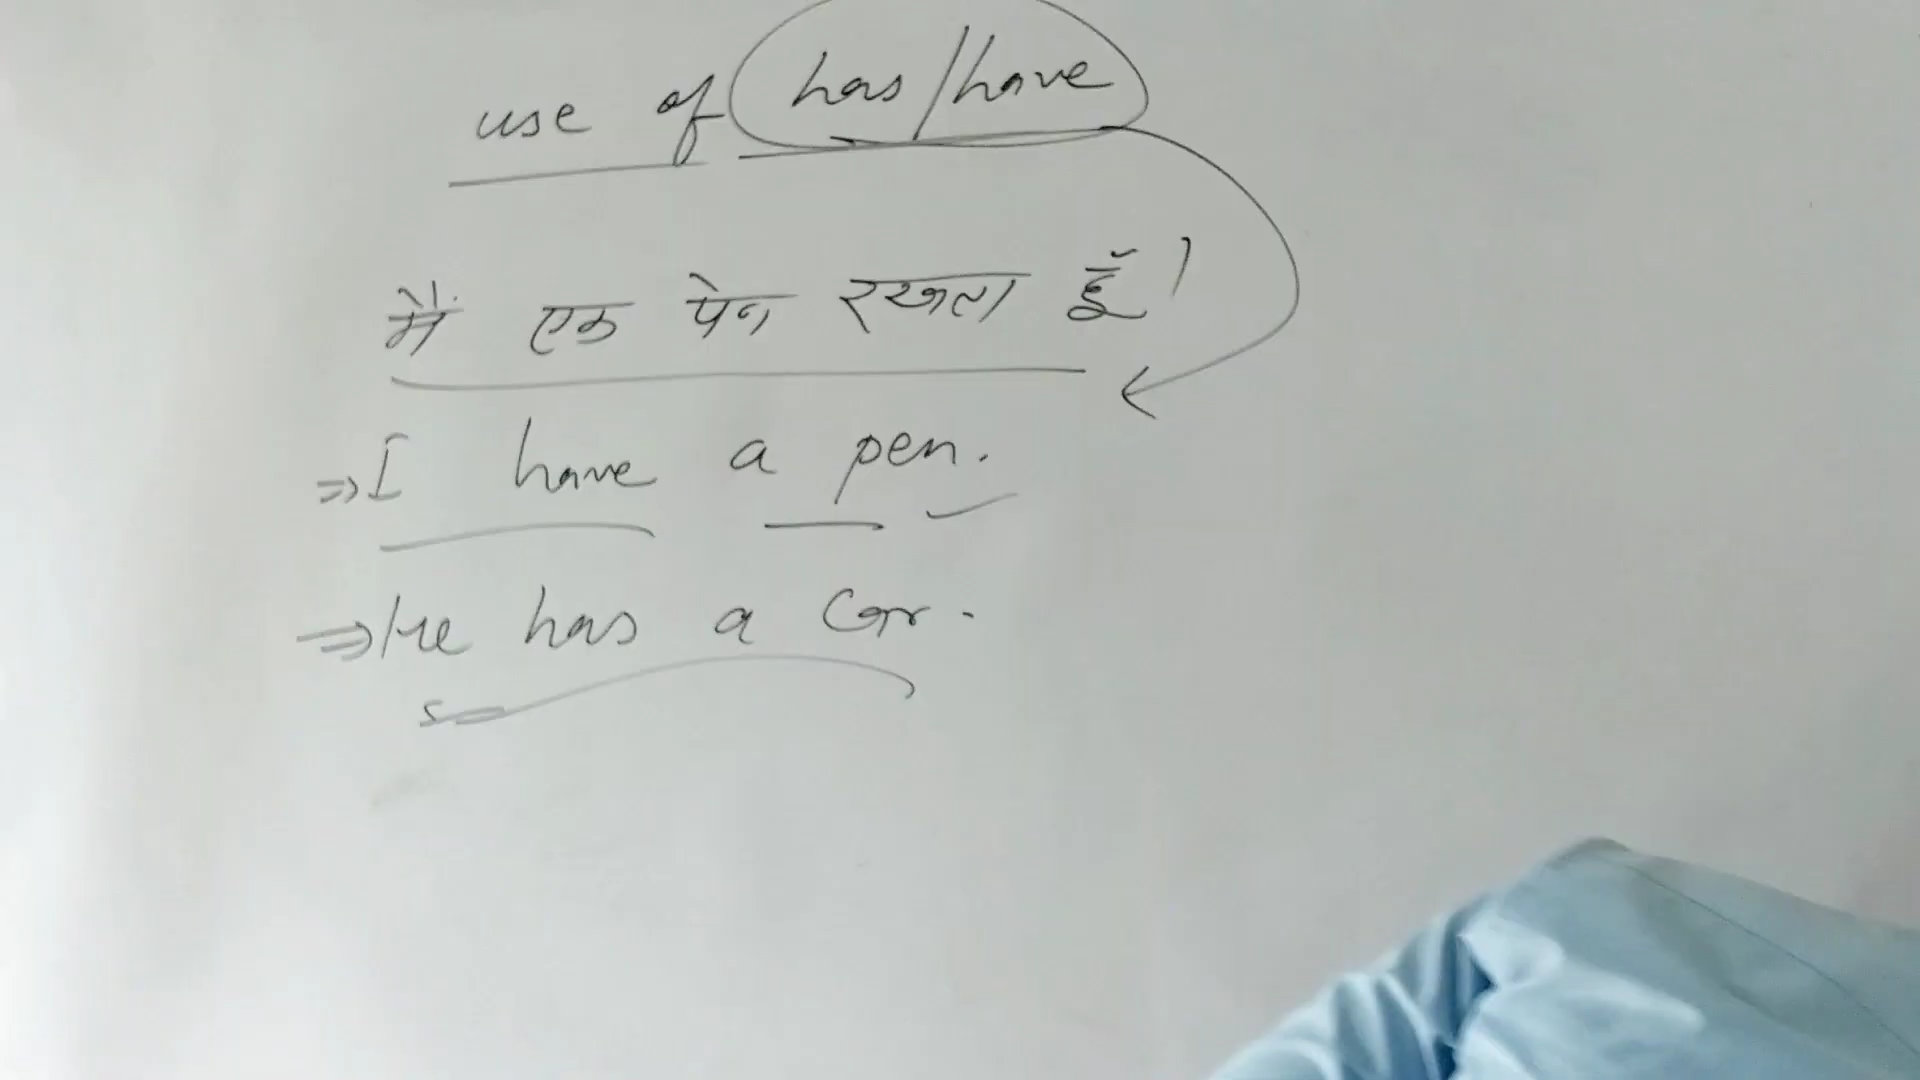 use of has/have
मैं एक पेन रखता हूँ।
⇒ I have a pen.
⇒ He has a Car.